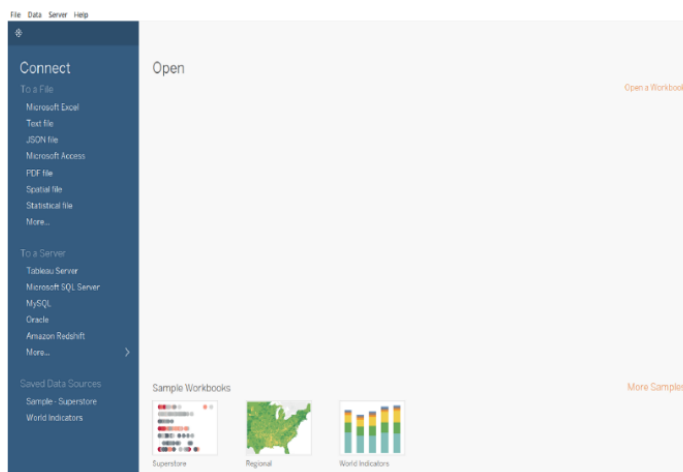 File Data Server Help
Connect
To a File
Microsoft Excel
Text file
JSON file
Microsoft Access
PDF file
Spatial file
Statistical file
More...
To a Server
Tableau Server
Microsoft SQL Server
MySQL
Oracle
Amazon Redshift
More...
Saved Data Sources
Sample - Superstore
World Indicators
Open
Open a Workbook
Sample Workbooks
More Samples
Superstore
Regional
World Indicators